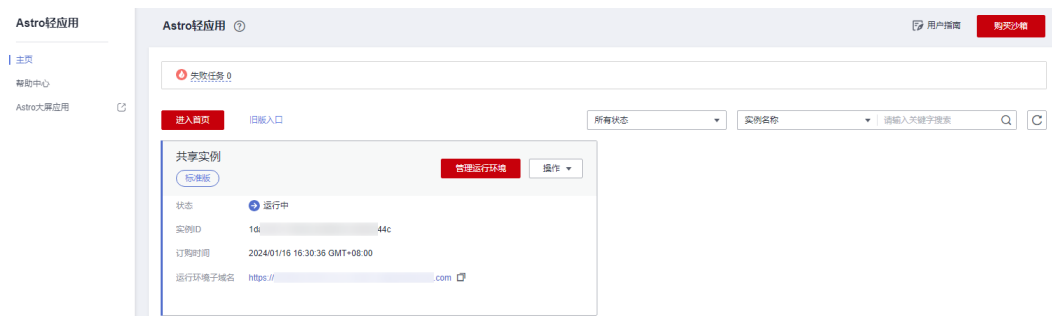 Astro轻应用
主页
帮助中心
Astro大屏应用
Astro轻应用
用户指南
购买沙箱
失败任务 0
进入首页
旧版入口
所有状态
实例名称
请输入关键字搜索
共享实例
标准版
管理运行环境
操作
状态
运行中
实例ID
1da 44c
订购时间
2024/01/16 16:30:36 GMT+08:00
运行环境子域名
https:// .com